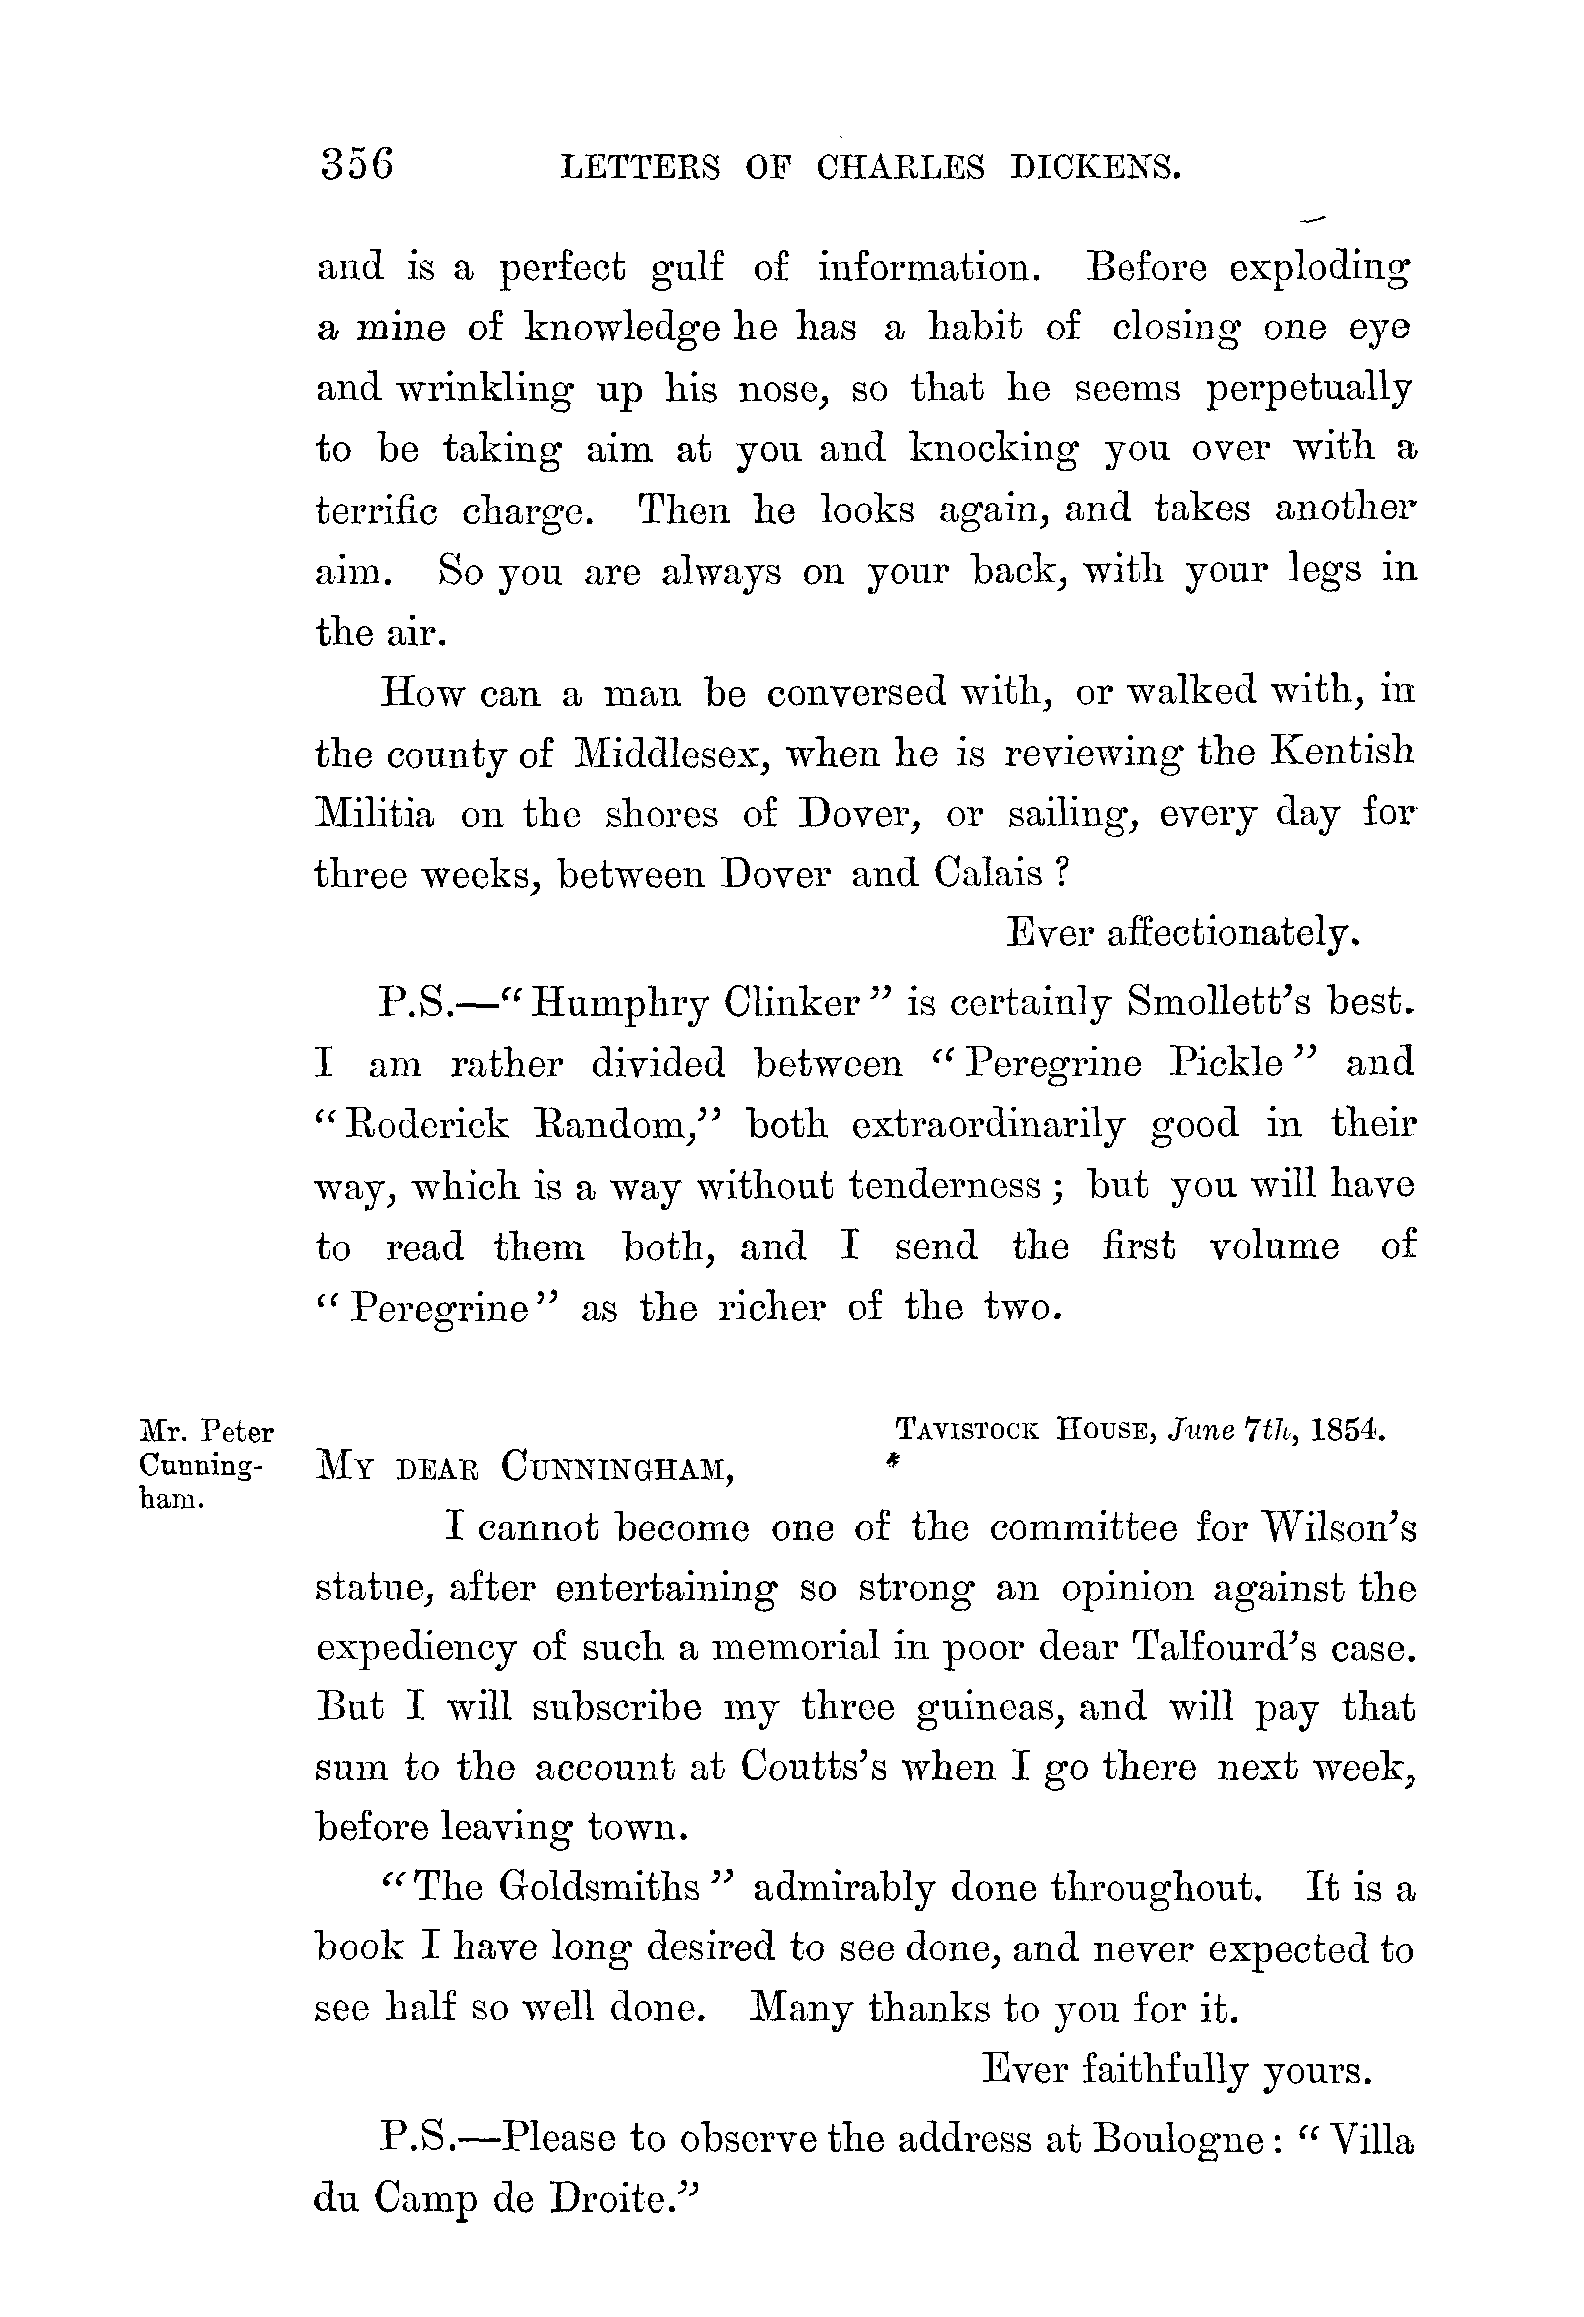 356 LETTERS OF CHARLES DICKENS.
and is a perfect gulf of information. Before exploding
a mine of knowledge he has a habit of closing one eye
and wrinkling up his nose, so that he seems perpetually
to be taking aim at you and knocking you over with a
terrific charge. Then he looks again, and takes another
aim. So you are always on your back, with your legs in
the air.
How can a man be conversed with, or walked with, in
the county of Middlesex, when he is reviewing the Kentish
Militia on the shores of Dover, or sailing, every day for
three weeks, between Dover and Calais ?
Ever affectionately.
P.S.—“Humphry Clinker” is certainly Smollett’s best.
I am rather divided between “Peregrine Pickle” and
“Roderick Random,” both extraordinarily good in their
way, which is a way without tenderness ; but you will have
to read them both, and I send the first volume of
“Peregrine” as the richer of the two.
Mr. Peter
Cunning-
ham.
TAVISTOCK HOUSE, June 7th, 1854.
MY DEAR CUNNINGHAM,
I cannot become one of the committee for Wilson’s
statue, after entertaining so strong an opinion against the
expediency of such a memorial in poor dear Talfourd’s case.
But I will subscribe my three guineas, and will pay that
sum to the account at Coutts’s when I go there next week,
before leaving town.
“The Goldsmiths” admirably done throughout. It is a
book I have long desired to see done, and never expected to
see half so well done. Many thanks to you for it.
Ever faithfully yours.
P.S.—Please to observe the address at Boulogne: “Villa
du Camp de Droite.”